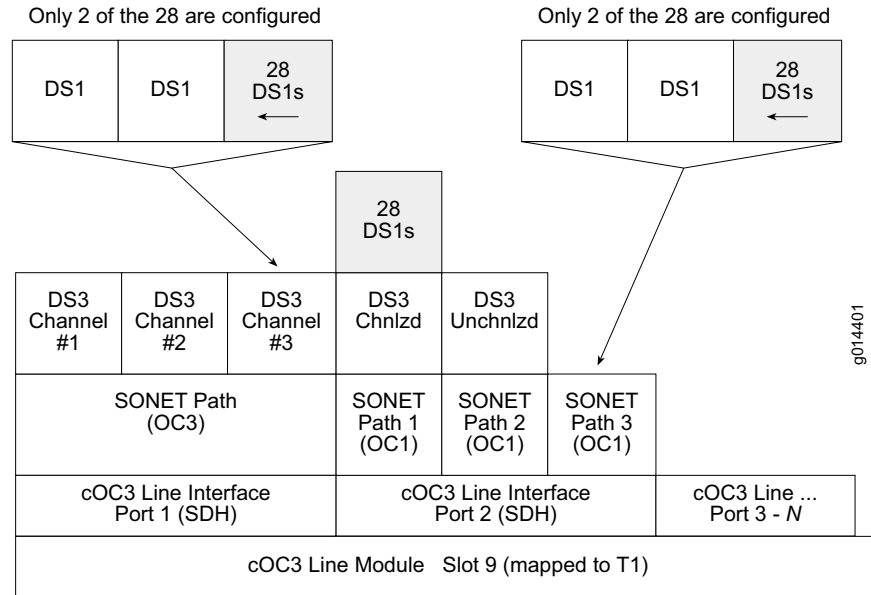 Only 2 of the 28 are configured
Only 2 of the 28 are configured
DS1
DS1
28
DS1s
DS1
DS1
28
DS1s
28
DS1s
DS3
Channel
#1
DS3
Channel
#2
DS3
Channel
#3
DS3
Chnlzd
DS3
Unchnlzd
g014401
SONET Path
(OC3)
SONET
Path 1
(OC1)
SONET
Path 2
(OC1)
SONET
Path 3
(OC1)
cOC3 Line Interface
Port 1 (SDH)
cOC3 Line Interface
Port 2 (SDH)
cOC3 Line ...
Port 3 - N
cOC3 Line Module Slot 9 (mapped to T1)